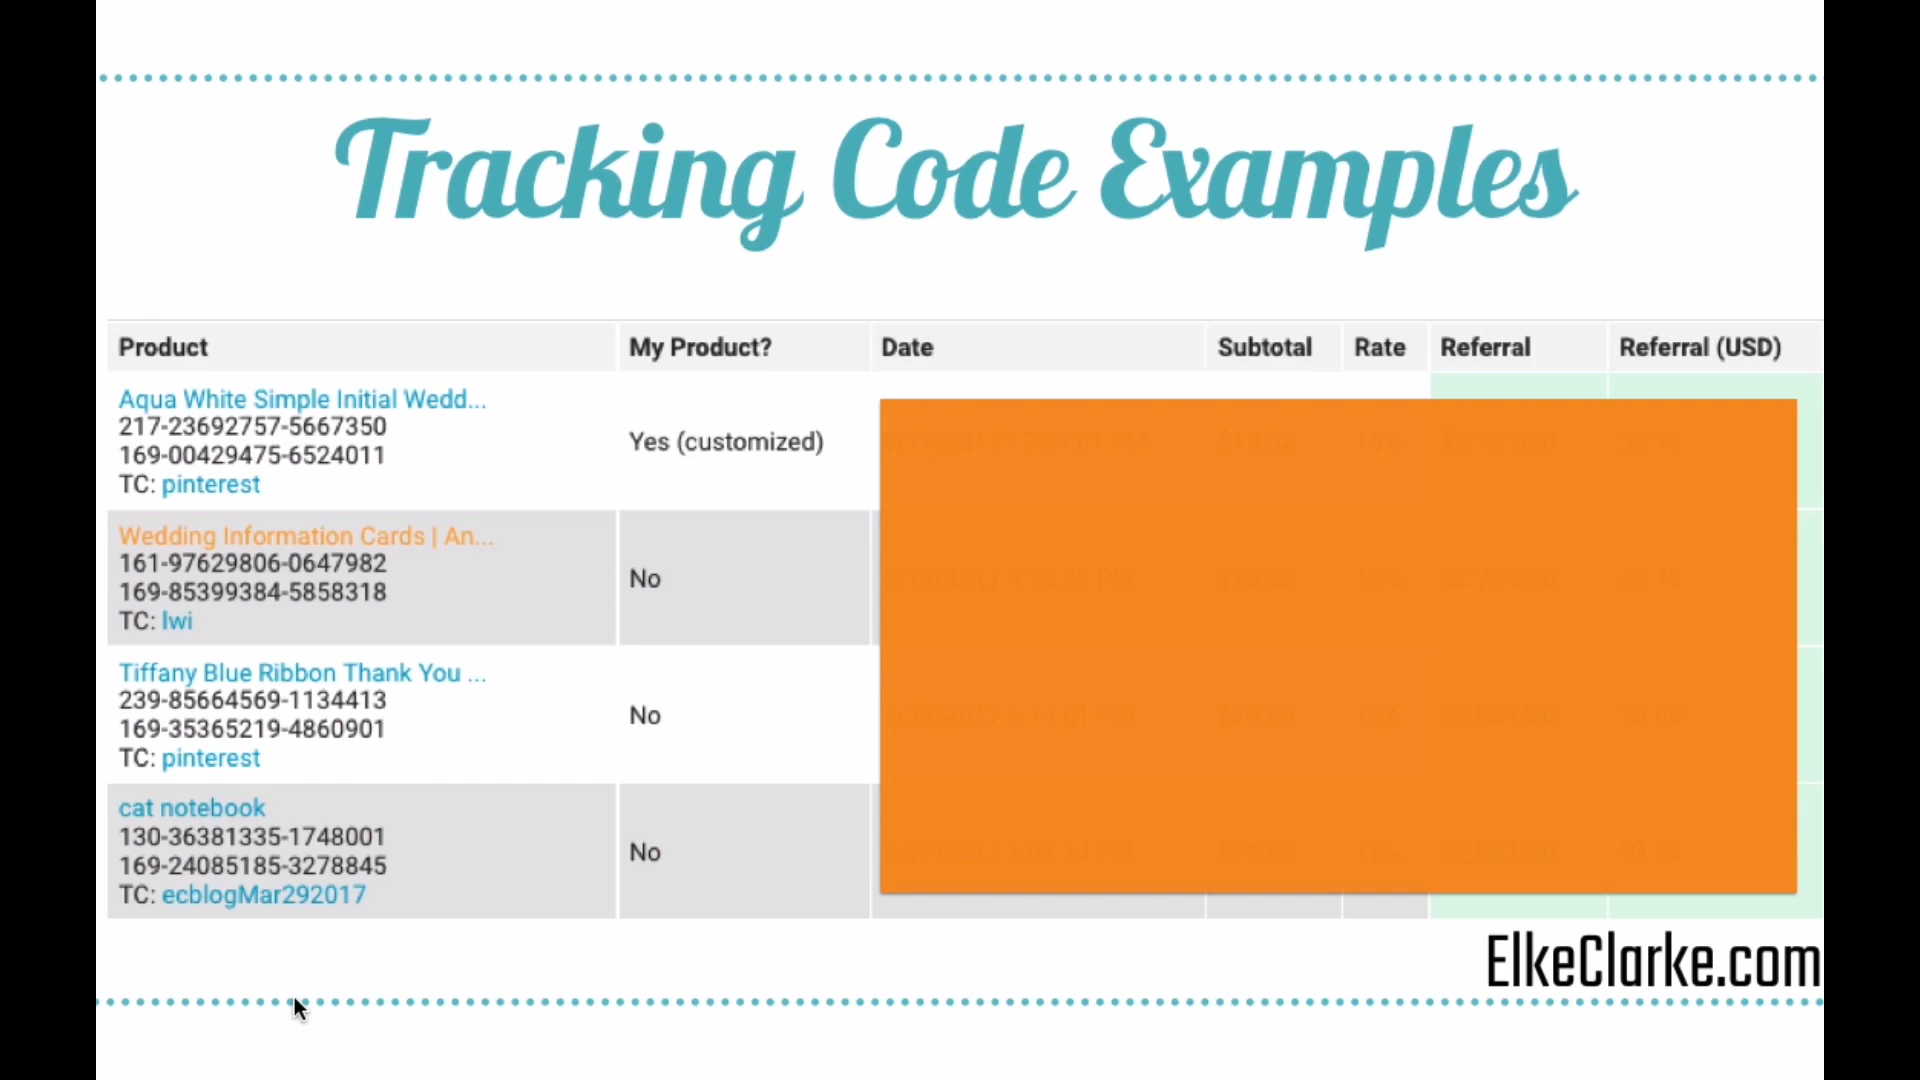 Tracking Code Examples
Product My Product? Date Subtotal Rate Referral Referral (USD)
Aqua White Simple Initial Wedd...
217-23692757-5667350
169-00429475-6524011
TC: pinterest
Yes (customized)
Wedding Information Cards | An...
161-97629806-0647982
169-85399384-5858318
TC: lwi
No
Tiffany Blue Ribbon Thank You ...
239-85664569-1134413
169-35365219-4860901
TC: pinterest
No
cat notebook
130-36381335-1748001
169-24085185-3278845
TC: ecblogMar292017
No
ElkeClarke.com